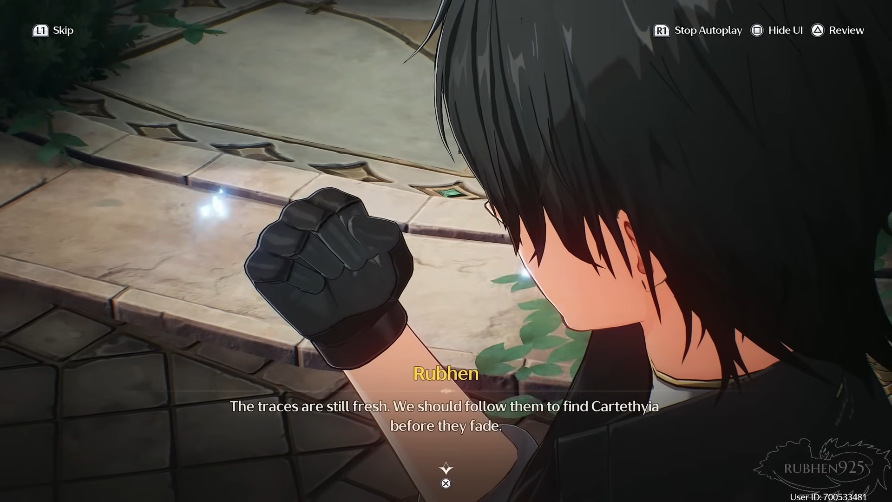 L1 Skip
R1 Stop Autoplay Hide UI Review
Rubhen
The traces are still fresh. We should follow them to find Cartethyia
before they fade.
RUBHEN925
User ID: 700533481